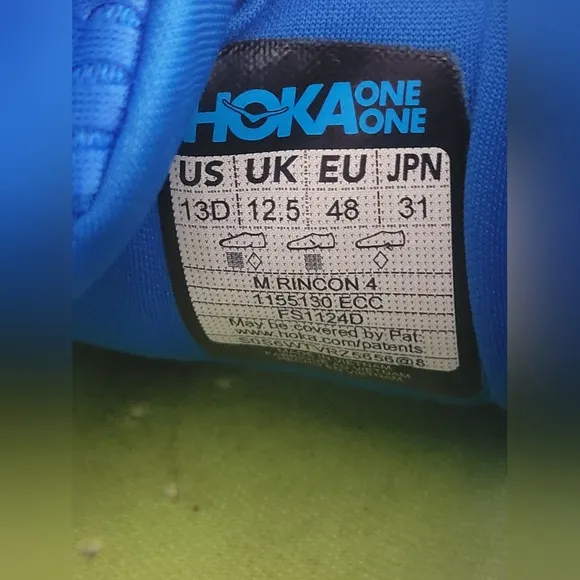 HOKA ONE ONE
US UK EU JPN
13D 12.5 48 31
M RINCON 4
1155130 ECC
FS1124D
May be covered by Pat:
www.hoka.com/patents